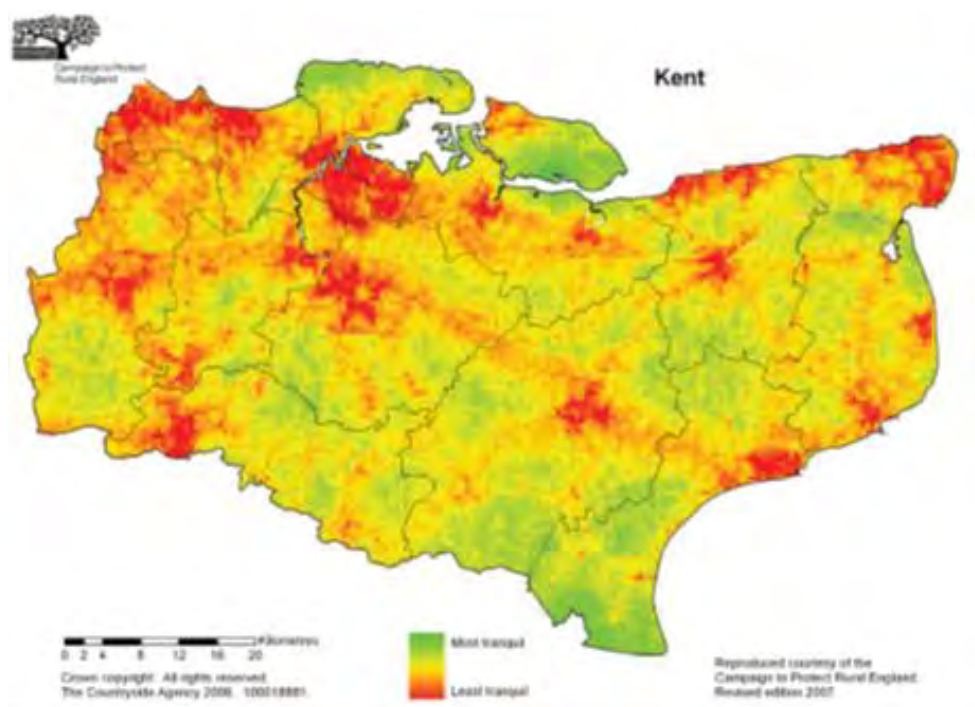 Campaign to Protect
Rural England
Kent
Kilometres
0 2 4 8 12 16 20
Crown copyright. All rights reserved.
The Countryside Agency 2006. 100018881.
Most tranquil
Least tranquil
Reproduced courtesy of the
Campaign to Protect Rural England.
Revised edition 2007.